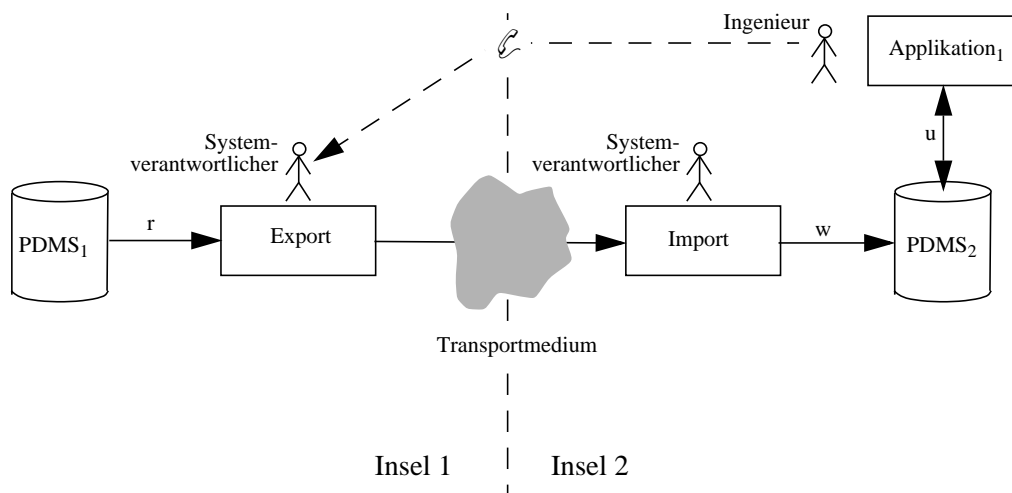 Ingenieur
Applikation1
u
System-
verantwortlicher
System-
verantwortlicher
PDMS1
r
Export
Import
w
PDMS2
Transportmedium
Insel 1
Insel 2